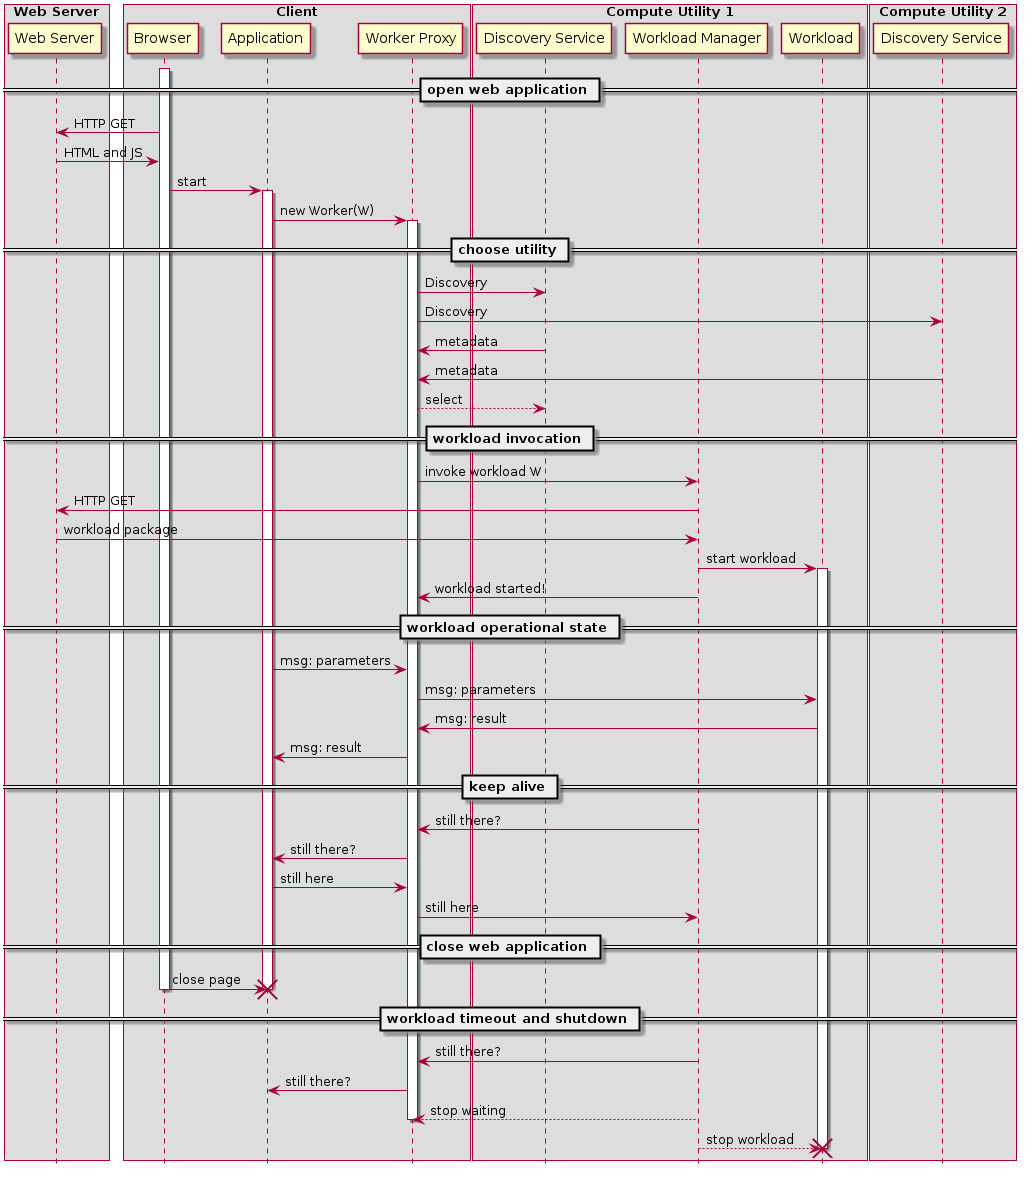 Web Server
Client
Compute Utility 1
Compute Utility 2
Web Server
Browser
Application
Worker Proxy
Discovery Service
Workload Manager
Workload
Discovery Service
open web application
HTTP GET
HTML and JS
start
new Worker(W)
choose utility
Discovery
Discovery
metadata
metadata
select
workload invocation
invoke workload W
HTTP GET
workload package
start workload
workload started!
workload operational state
msg: parameters
msg: parameters
msg: result
msg: result
keep alive
still there?
still there?
still here
still here
close web application
close page
workload timeout and shutdown
still there?
still there?
stop waiting
stop workload